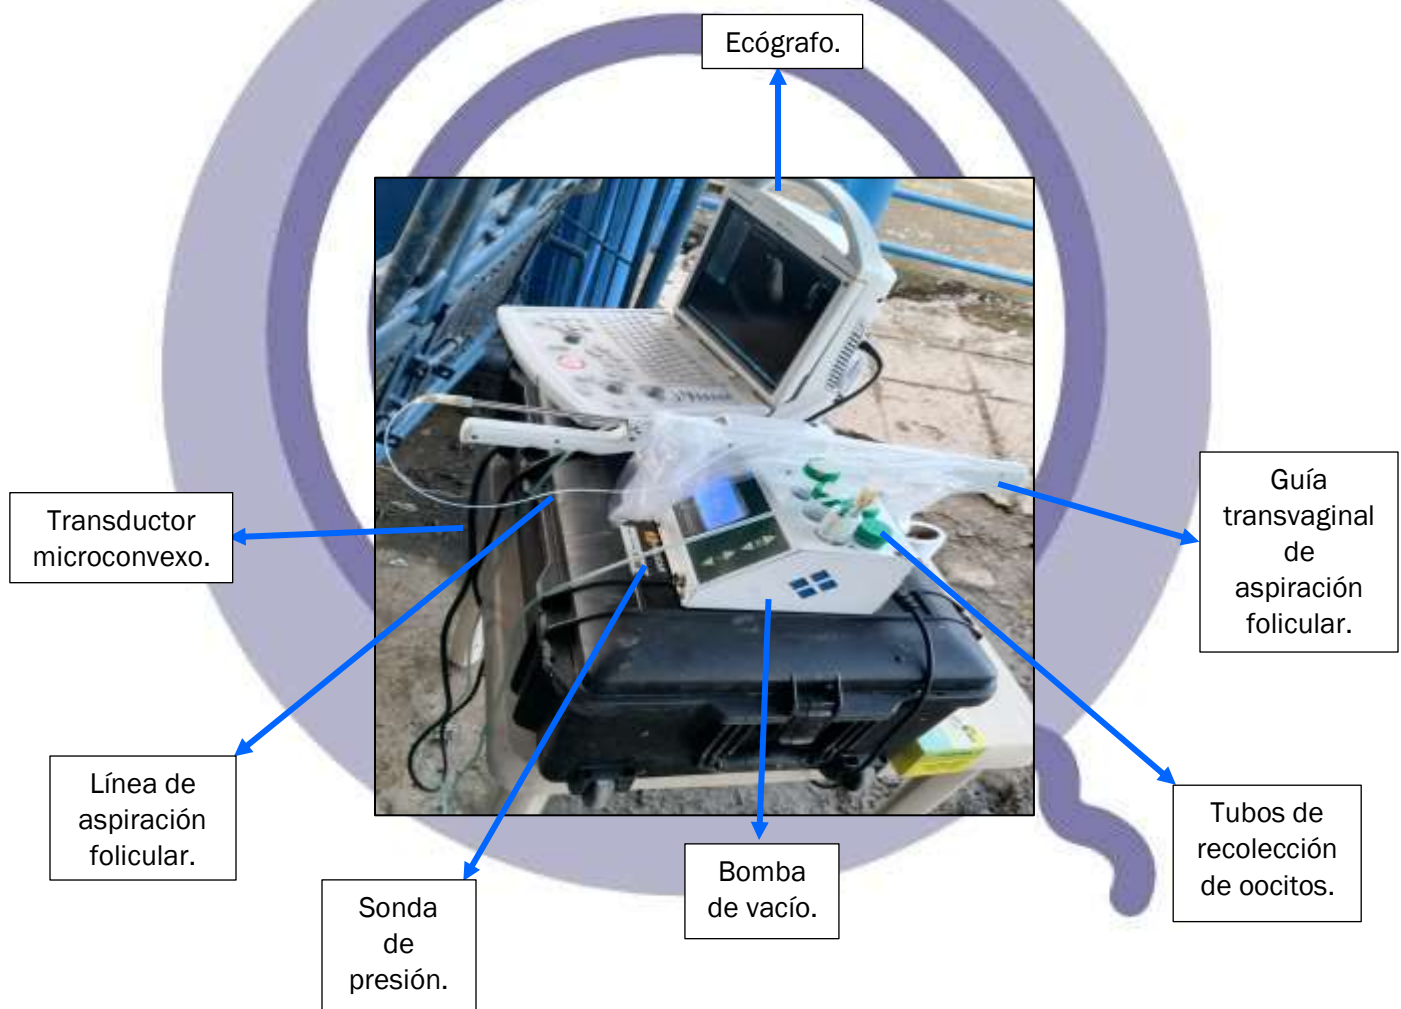 Ecógrafo.
Transductor
microconvexo.
Guía
transvaginal
de
aspiración
folicular.
Línea de
aspiración
folicular.
Sonda
de
presión.
Bomba
de vacío.
Tubos de
recolección
de oocitos.